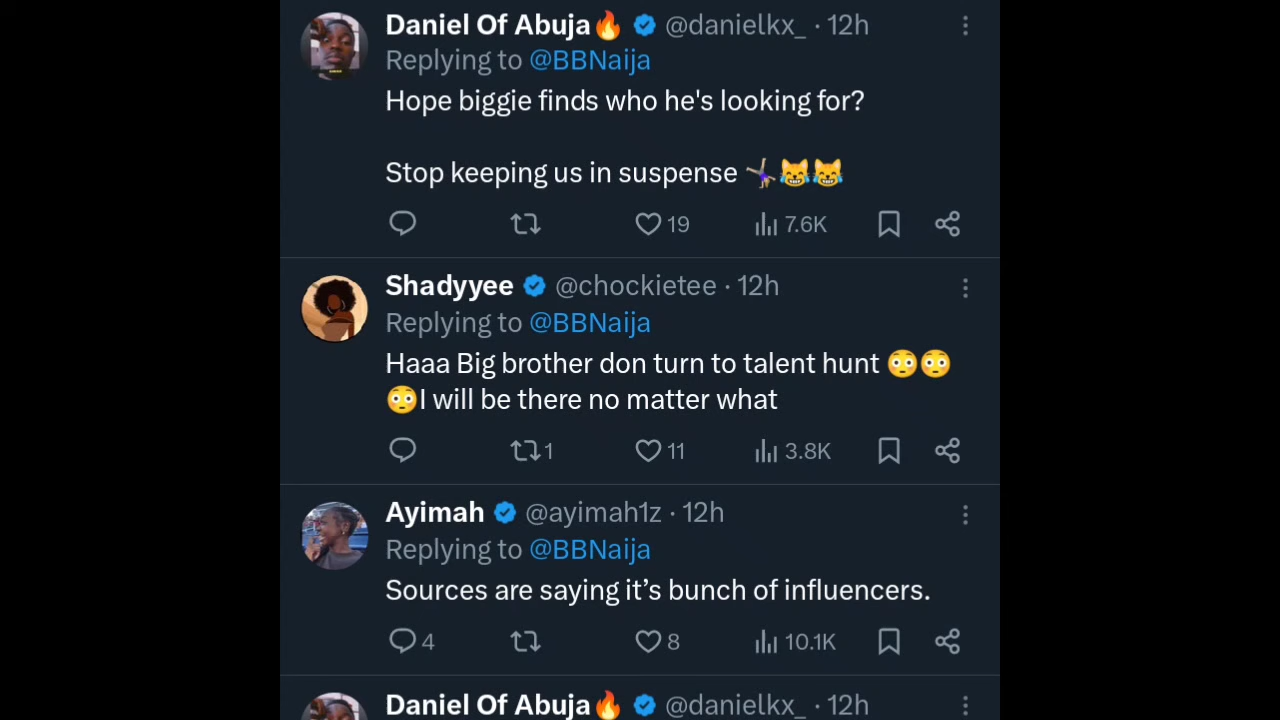 Daniel Of Abuja🔥 @danielkx_ · 12h
Replying to @BBNaija
Hope biggie finds who he's looking for?
Stop keeping us in suspense 🤸🏼‍♀️😹😹
19 7.6K
Shadyyee @chockietee · 12h
Replying to @BBNaija
Haaa Big brother don turn to talent hunt 😳😳
😳I will be there no matter what
1 11 3.8K
Ayimah @ayimah1z · 12h
Replying to @BBNaija
Sources are saying it’s bunch of influencers.
4 8 10.1K
Daniel Of Abuja🔥 @danielkx_ · 12h